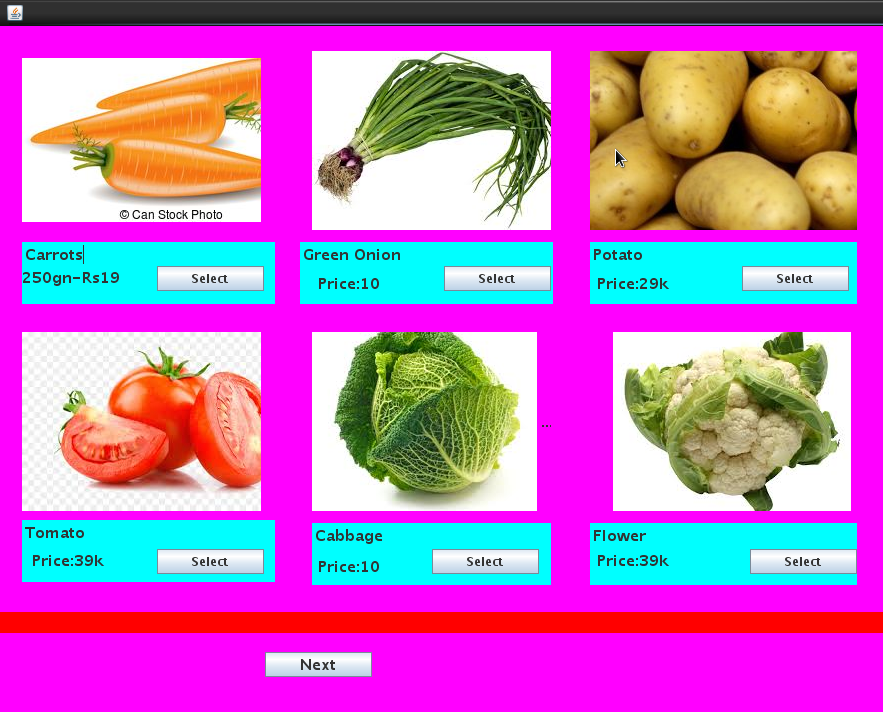 © Can Stock Photo
Carrots
250gn-Rs19
Select
Green Onion
Price:10
Select
Potato
Price:29k
Select
...
Tomato
Price:39k
Select
Cabbage
Price:10
Select
Flower
Price:39k
Select
Next